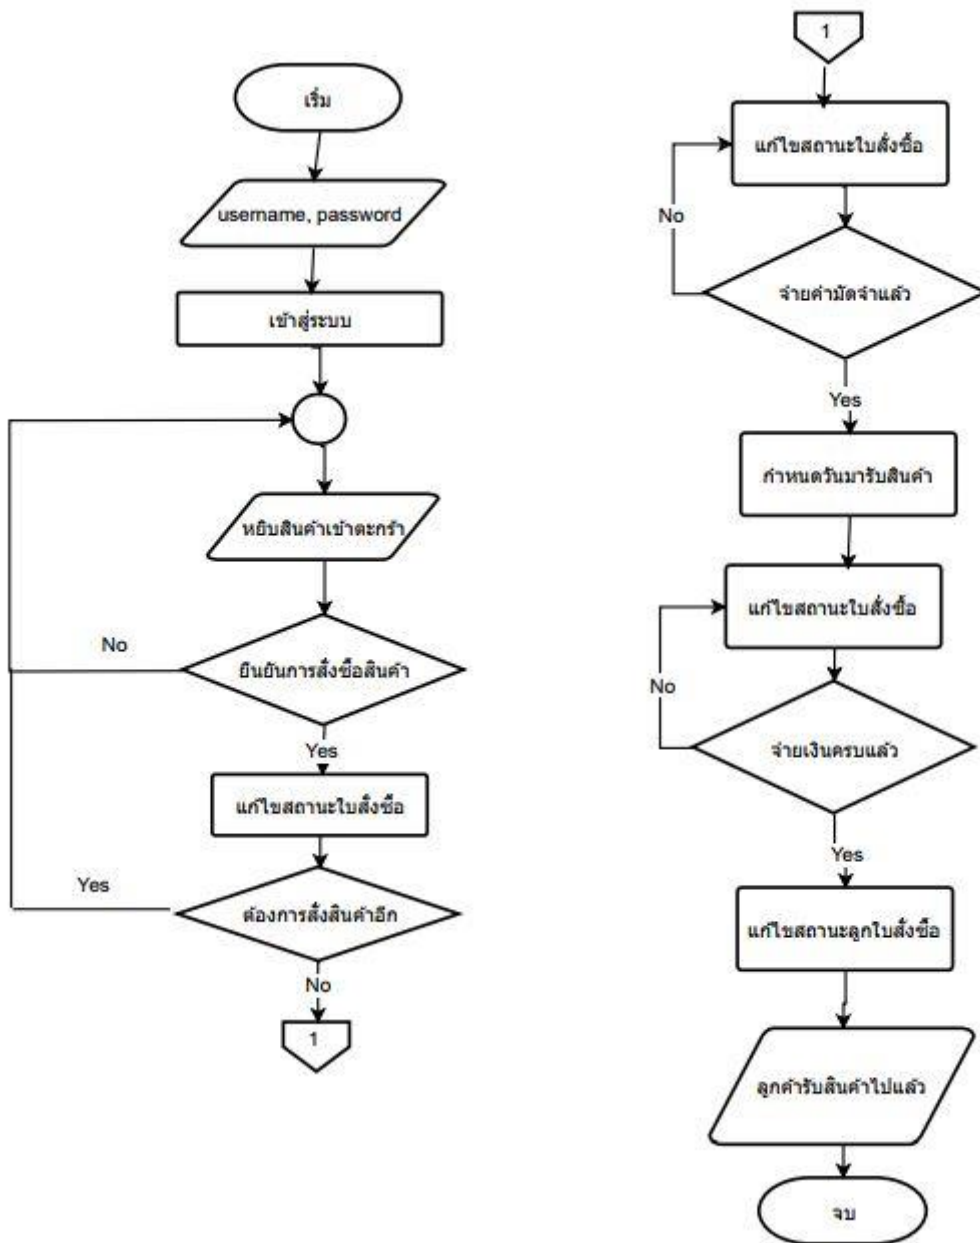 เริ่ม
username, password
เข้าสู่ระบบ
หยิบสินค้าเข้าตะกร้า
No
ยืนยันการสั่งซื้อสินค้า
Yes
แก้ไขสถานะใบสั่งซื้อ
Yes
ต้องการสั่งสินค้าอีก
No
1
1
แก้ไขสถานะใบสั่งซื้อ
No
จ่ายค่ามัดจำแล้ว
Yes
กำหนดวันมารับสินค้า
แก้ไขสถานะใบสั่งซื้อ
No
จ่ายเงินครบแล้ว
Yes
แก้ไขสถานะลูกใบสั่งซื้อ
ลูกค้ารับสินค้าไปแล้ว
จบ